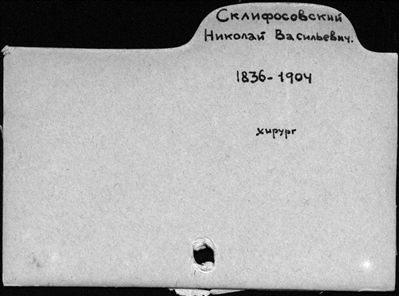 Склифосовский
Николай Васильевич.
1836-1904
хирург